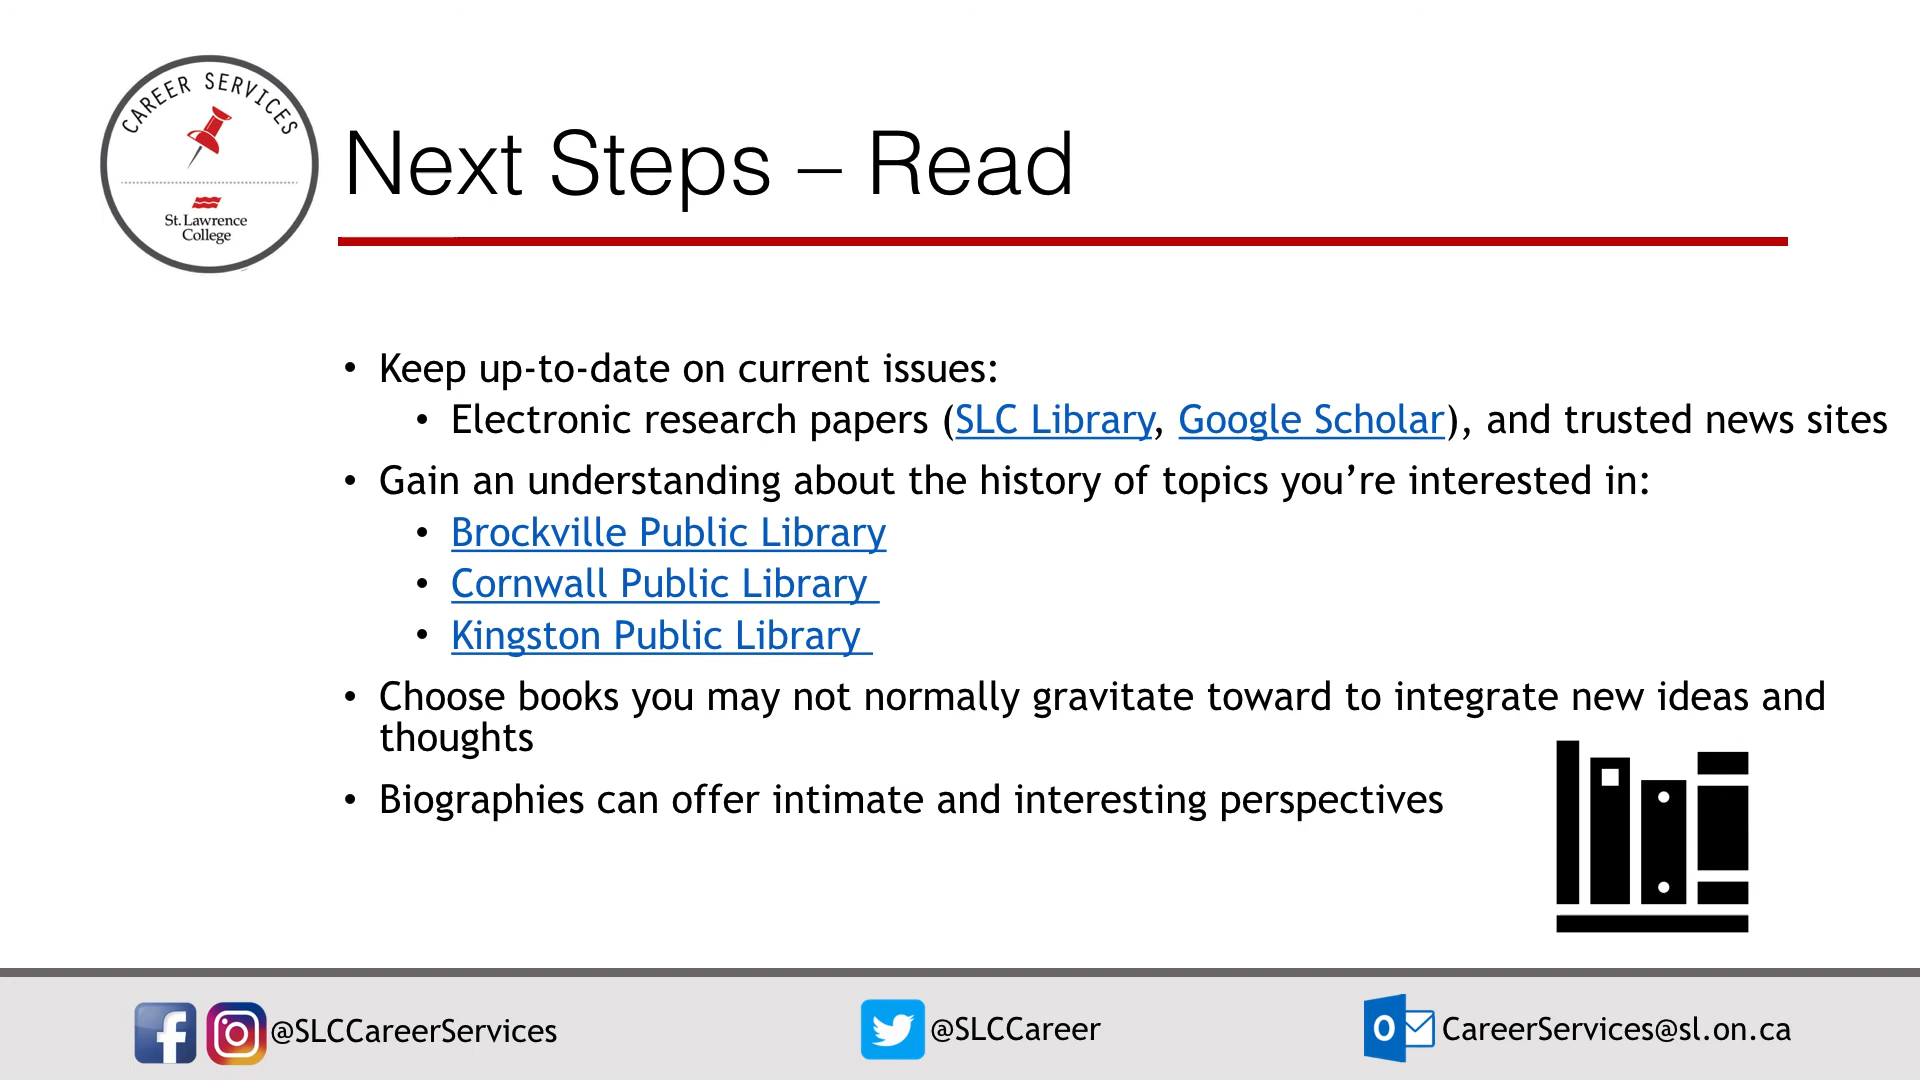 CAREER SERVICES
St. Lawrence
College
Next Steps – Read
• Keep up-to-date on current issues:
• Electronic research papers (SLC Library, Google Scholar), and trusted news sites
• Gain an understanding about the history of topics you’re interested in:
• Brockville Public Library
• Cornwall Public Library
• Kingston Public Library
• Choose books you may not normally gravitate toward to integrate new ideas and
thoughts
• Biographies can offer intimate and interesting perspectives
@SLCCareerServices
@SLCCareer
CareerServices@sl.on.ca